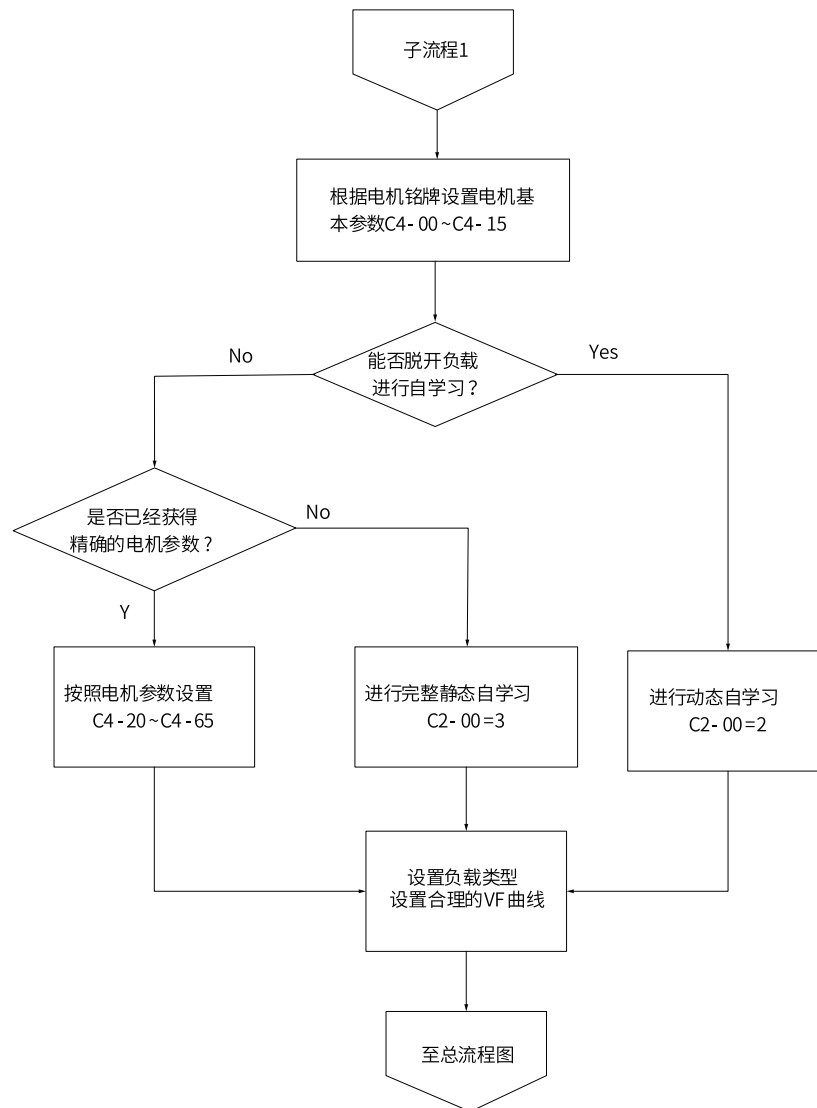 子流程1
根据电机铭牌设置电机基
本参数C4-00~C4-15
No
能否脱开负载
进行自学习？
Yes
是否已经获得
精确的电机参数？
No
Y
按照电机参数设置
C4-20~C4-65
进行完整静态自学习
C2-00=3
进行动态自学习
C2-00=2
设置负载类型
设置合理的VF曲线
至总流程图